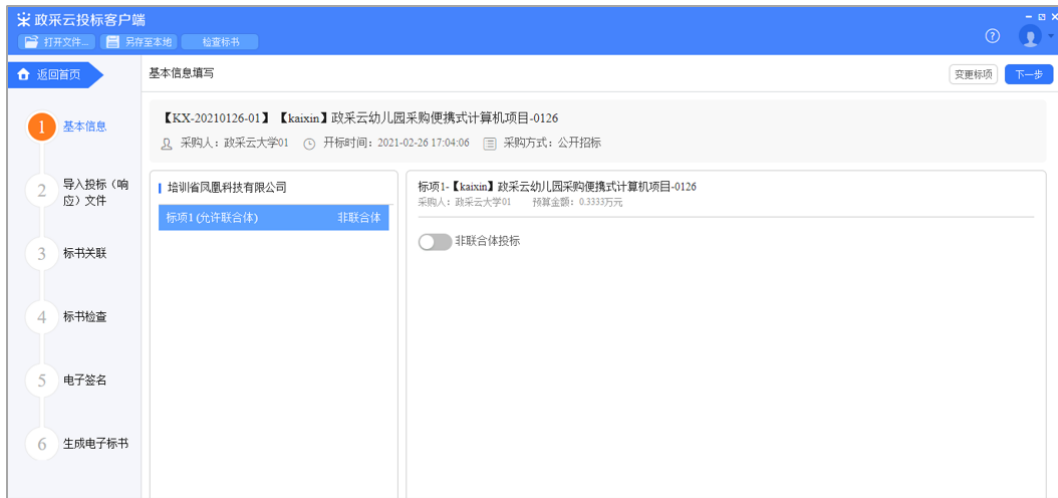 政采云投标客户端
打开文件... 另存至本地 检查标书
返回首页
基本信息填写
变更标项 下一步
1 基本信息
2 导入投标（响应）文件
3 标书关联
4 标书检查
5 电子签名
6 生成电子标书
【KX-20210126-01】【kaixin】政采云幼儿园采购便携式计算机项目-0126
采购人：政采云大学01 开标时间：2021-02-26 17:04:06 采购方式：公开招标
培训省凤凰科技有限公司
标项1(允许联合体) 非联合体
标项1-【kaixin】政采云幼儿园采购便携式计算机项目-0126
采购人：政采云大学01 预算金额：0.3333万元
非联合体投标